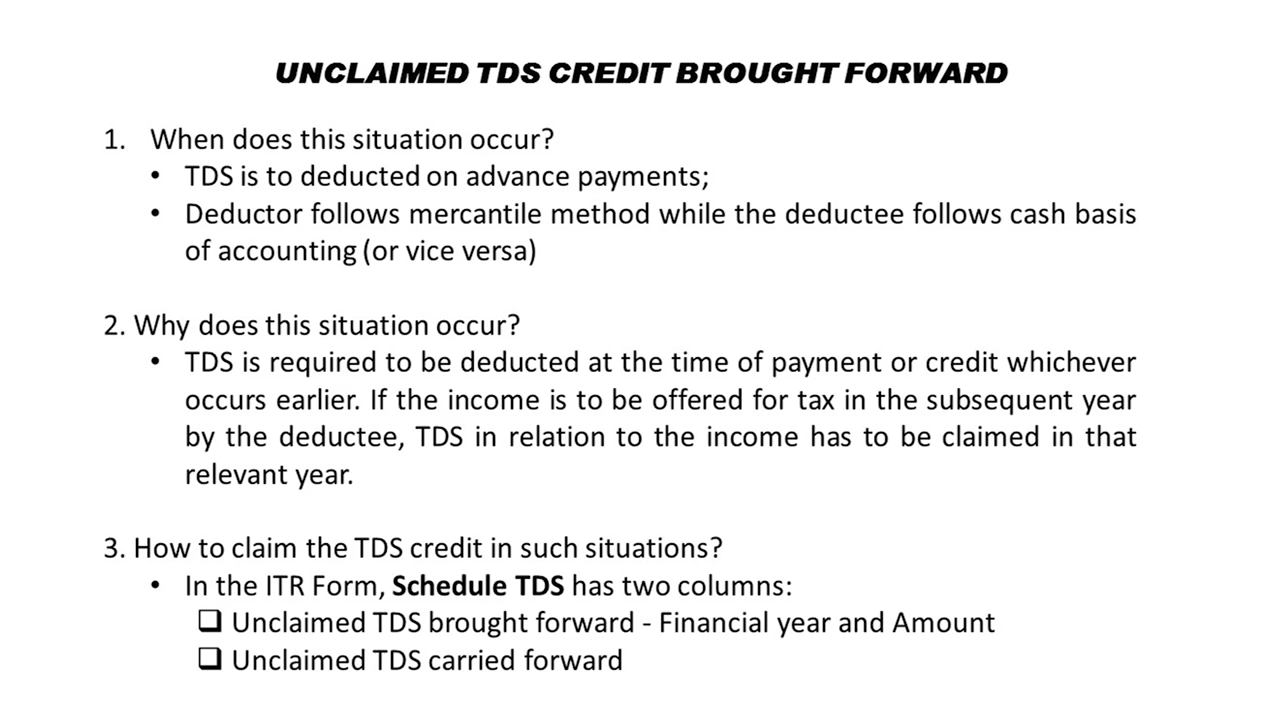 UNCLAIMED TDS CREDIT BROUGHT FORWARD
1. When does this situation occur?
• TDS is to deducted on advance payments;
• Deductor follows mercantile method while the deductee follows cash basis
of accounting (or vice versa)
2. Why does this situation occur?
• TDS is required to be deducted at the time of payment or credit whichever
occurs earlier. If the income is to be offered for tax in the subsequent year
by the deductee, TDS in relation to the income has to be claimed in that
relevant year.
3. How to claim the TDS credit in such situations?
• In the ITR Form, Schedule TDS has two columns:
❑ Unclaimed TDS brought forward - Financial year and Amount
❑ Unclaimed TDS carried forward